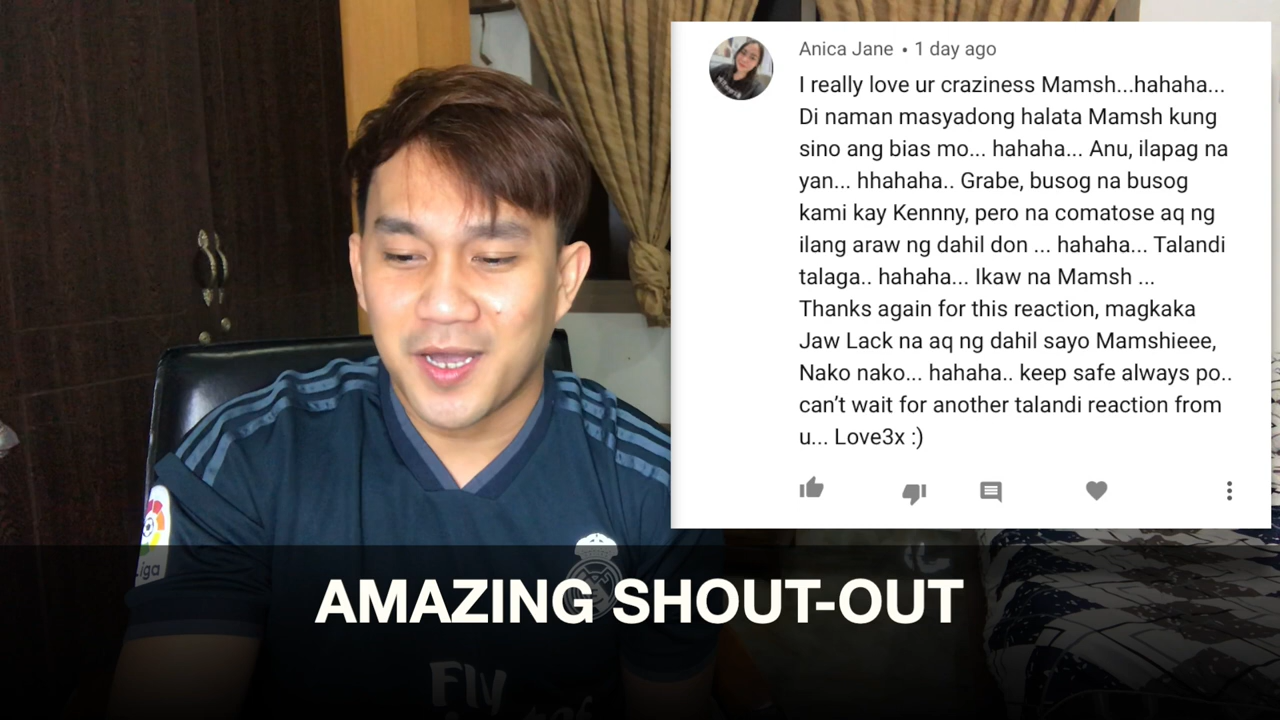 Anica Jane • 1 day ago
I really love ur craziness Mamsh...hahaha...
Di naman masyadong halata Mamsh kung
sino ang bias mo... hahaha... Anu, ilapag na
yan... hhahaha.. Grabe, busog na busog
kami kay Kennny, pero na comatose aq ng
ilang araw ng dahil don ... hahaha... Talandi
talaga.. hahaha... Ikaw na Mamsh ...
Thanks again for this reaction, magkaka
Jaw Lack na aq ng dahil sayo Mamshieee,
Nako nako... hahaha.. keep safe always po..
can't wait for another talandi reaction from
u... Love3x :)
AMAZING SHOUT-OUT
Liga
Fly